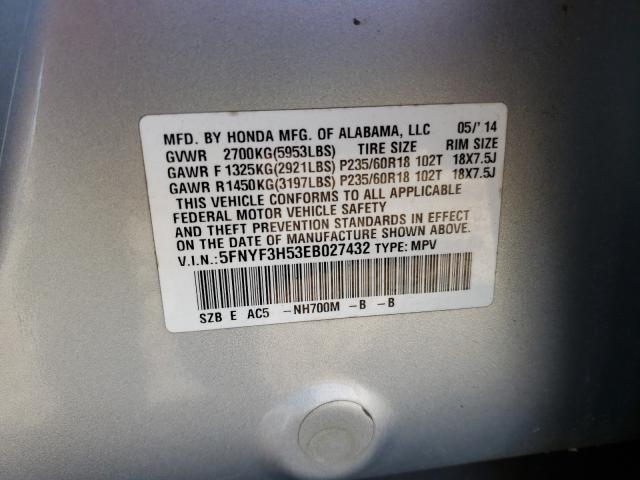 MFD. BY HONDA MFG. OF ALABAMA, LLC 05/'14
GVWR 2700KG(5953LBS) TIRE SIZE RIM SIZE
GAWR F 1325KG(2921LBS) P235/60R18 102T 18X7.5J
GAWR R1450KG(3197LBS) P235/60R18 102T 18X7.5J
THIS VEHICLE CONFORMS TO ALL APPLICABLE
FEDERAL MOTOR VEHICLE SAFETY
AND THEFT PREVENTION STANDARDS IN EFFECT
ON THE DATE OF MANUFACTURE SHOWN ABOVE.
V.I.N.:5FNYF3H53EB027432 TYPE: MPV
SZB E AC5 -NH700M -B -B